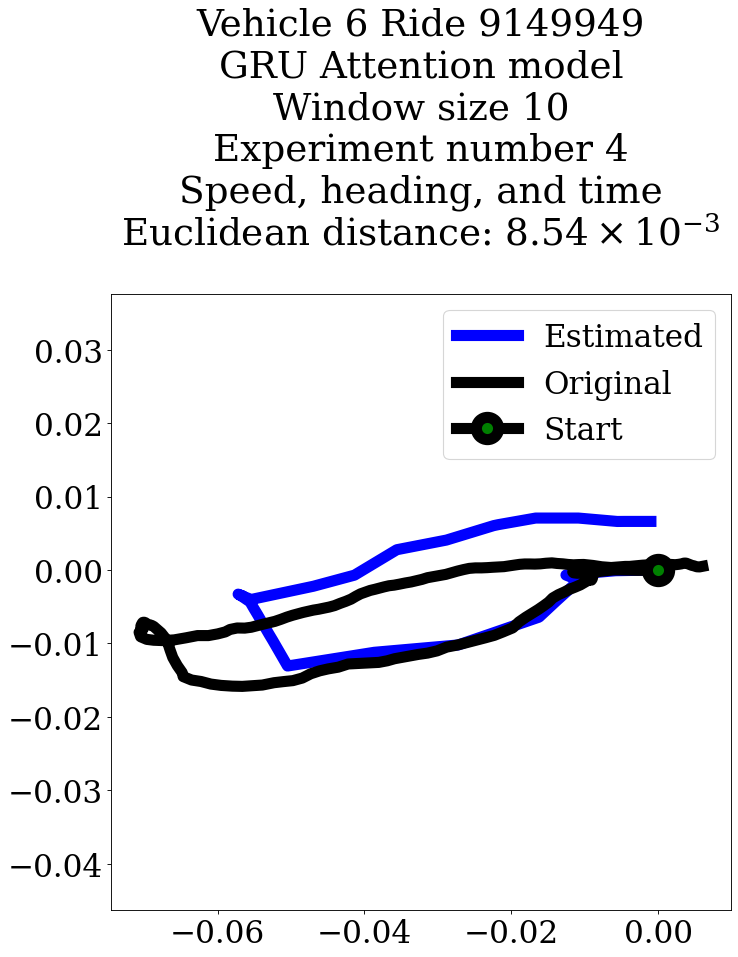 Vehicle 6 Ride 9149949
GRU Attention model
Window size 10
Experiment number 4
Speed, heading, and time
Euclidean distance: 8.54 × 10⁻³
Estimated
Original
Start
0.03
0.02
0.01
0.00
−0.01
−0.02
−0.03
−0.04
−0.06 −0.04 −0.02 0.00